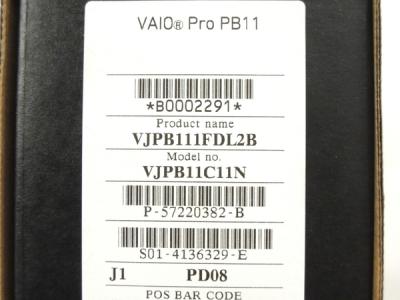 VAIO® Pro PB11
*B0002291*
Product name
VJPB111FDL2B
Model no.
VJPB11C11N
P-57220382-B
S01-4136329-E
J1 PD08
POS BAR CODE